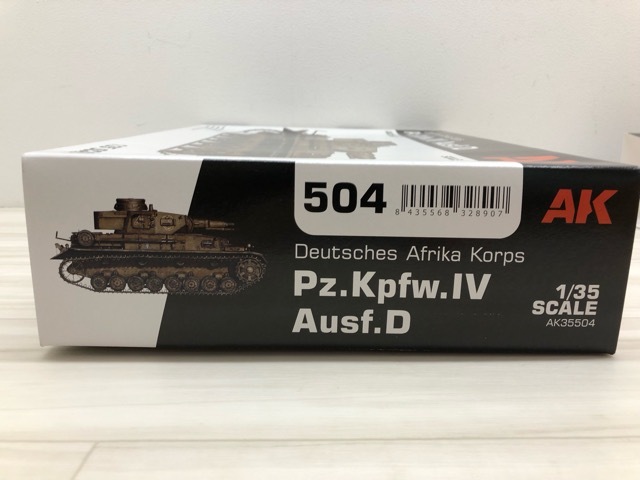 504
8 435568 328907
AK
Deutsches Afrika Korps
Pz.Kpfw.IV
Ausf.D
1/35
SCALE
AK35504